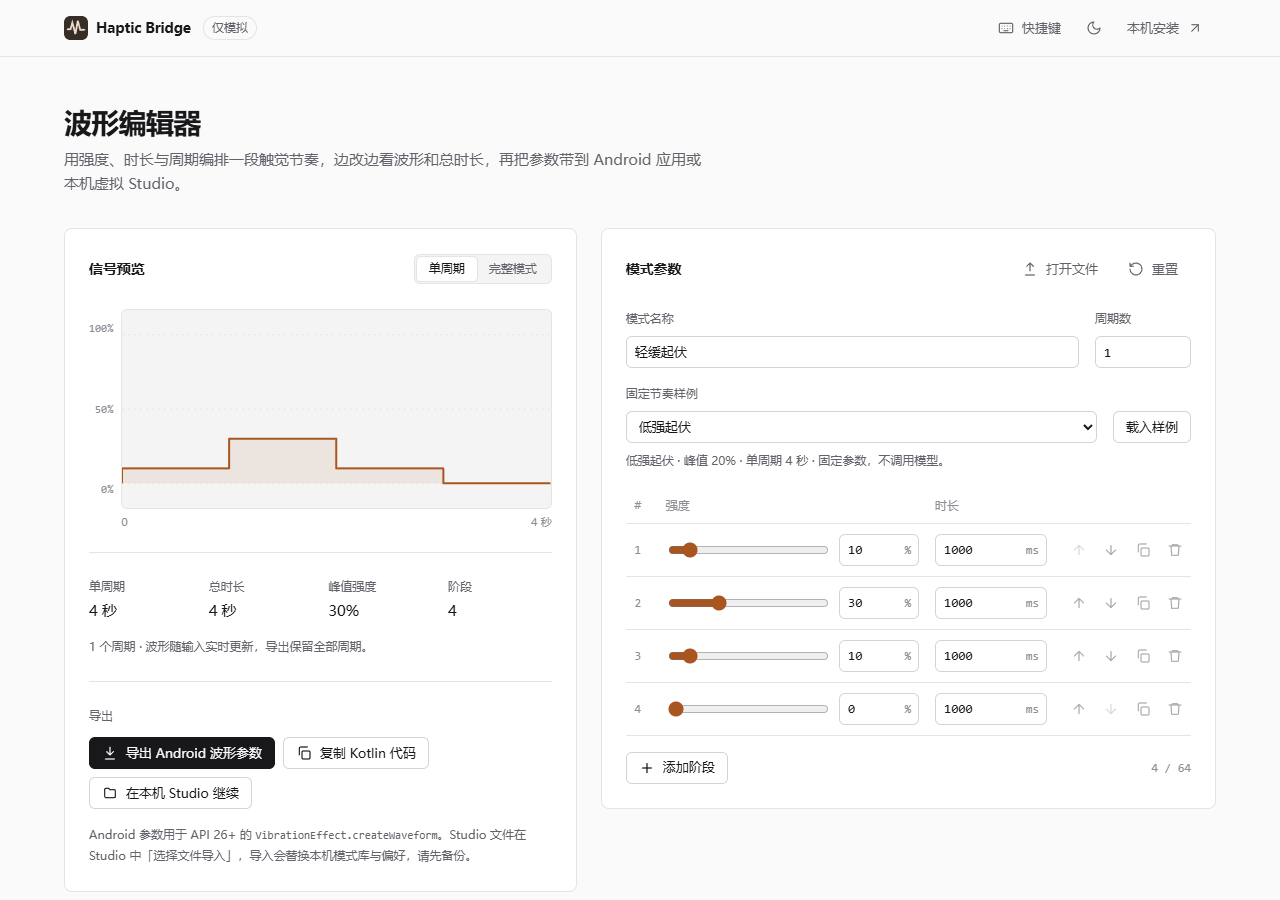 Haptic Bridge 仅模拟 快捷键 本机安装
波形编辑器
用强度、时长与周期编排一段触觉节奏，边改边看波形和总时长，再把参数带到 Android 应用或
本机虚拟 Studio。
信号预览 单周期 完整模式
100%
50%
0%
0 4 秒
单周期 总时长 峰值强度 阶段
4 秒 4 秒 30% 4
1 个周期 · 波形随输入实时更新，导出保留全部周期。
导出
导出 Android 波形参数 复制 Kotlin 代码
在本机 Studio 继续
Android 参数用于 API 26+ 的 VibrationEffect.createWaveform。Studio 文件在
Studio 中「选择文件导入」，导入会替换本机模式库与偏好，请先备份。
模式参数 打开文件 重置
模式名称 周期数
轻缓起伏 1
固定节奏样例
低强起伏 载入样例
低强起伏 · 峰值 20% · 单周期 4 秒 · 固定参数，不调用模型。
# 强度 时长
1 10 % 1000 ms
2 30 % 1000 ms
3 10 % 1000 ms
4 0 % 1000 ms
添加阶段 4 / 64